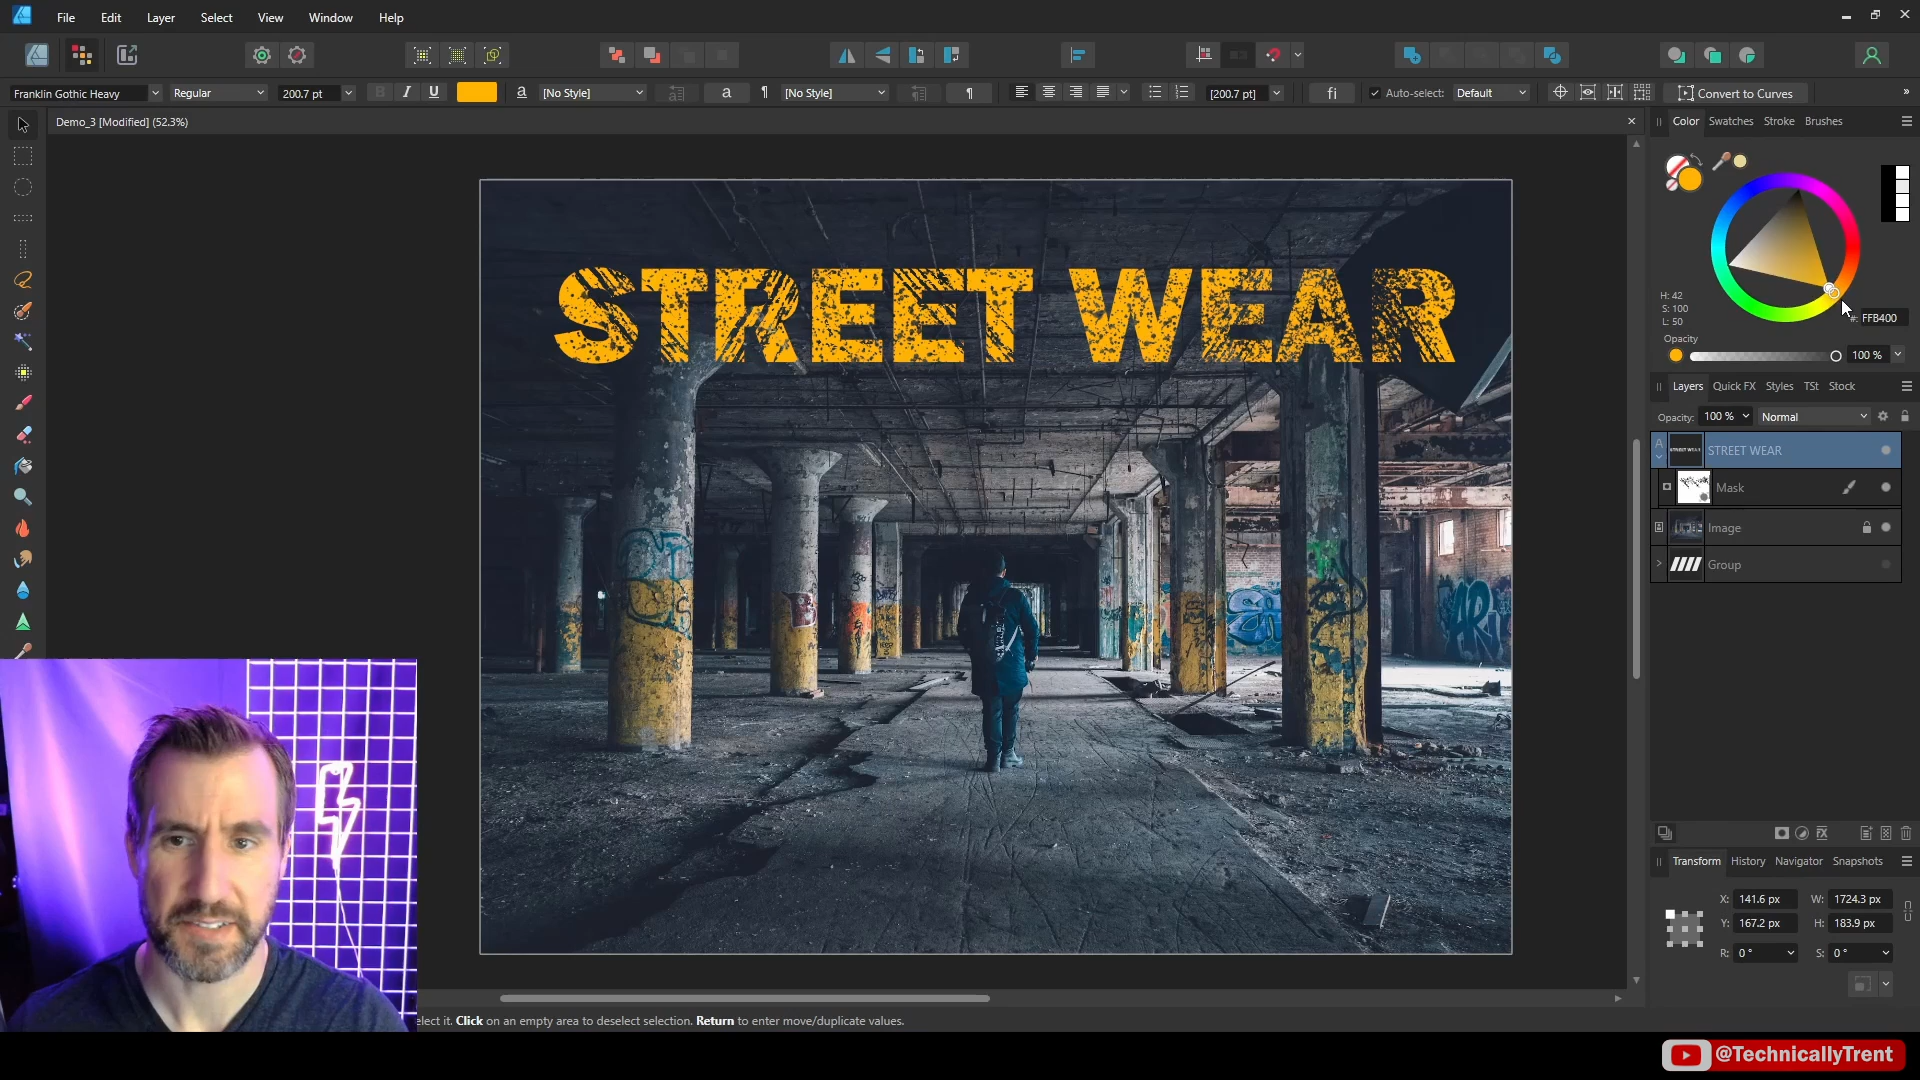 File Edit Layer Select View Window Help
Franklin Gothic Heavy Regular 200.7 pt B I U a [No Style] a ¶ [No Style] ¶ [200.7 pt] fi Auto-select: Default Convert to Curves »
Demo_3 [Modified] (52.3%)
Color Swatches Stroke Brushes
STREET WEAR
H: 42
S: 100
L: 50
#: FFB400
Opacity
100 %
Layers Quick FX Styles TSt Stock
Opacity: 100 % Normal
A STREET WEAR
Mask
Image
Group
Transform History Navigator Snapshots
X: 141.6 px W: 1724.3 px
Y: 167.2 px H: 183.9 px
R: 0 ° S: 0 °
elect it. Click on an empty area to deselect selection. Return to enter move/duplicate values.
@TechnicallyTrent